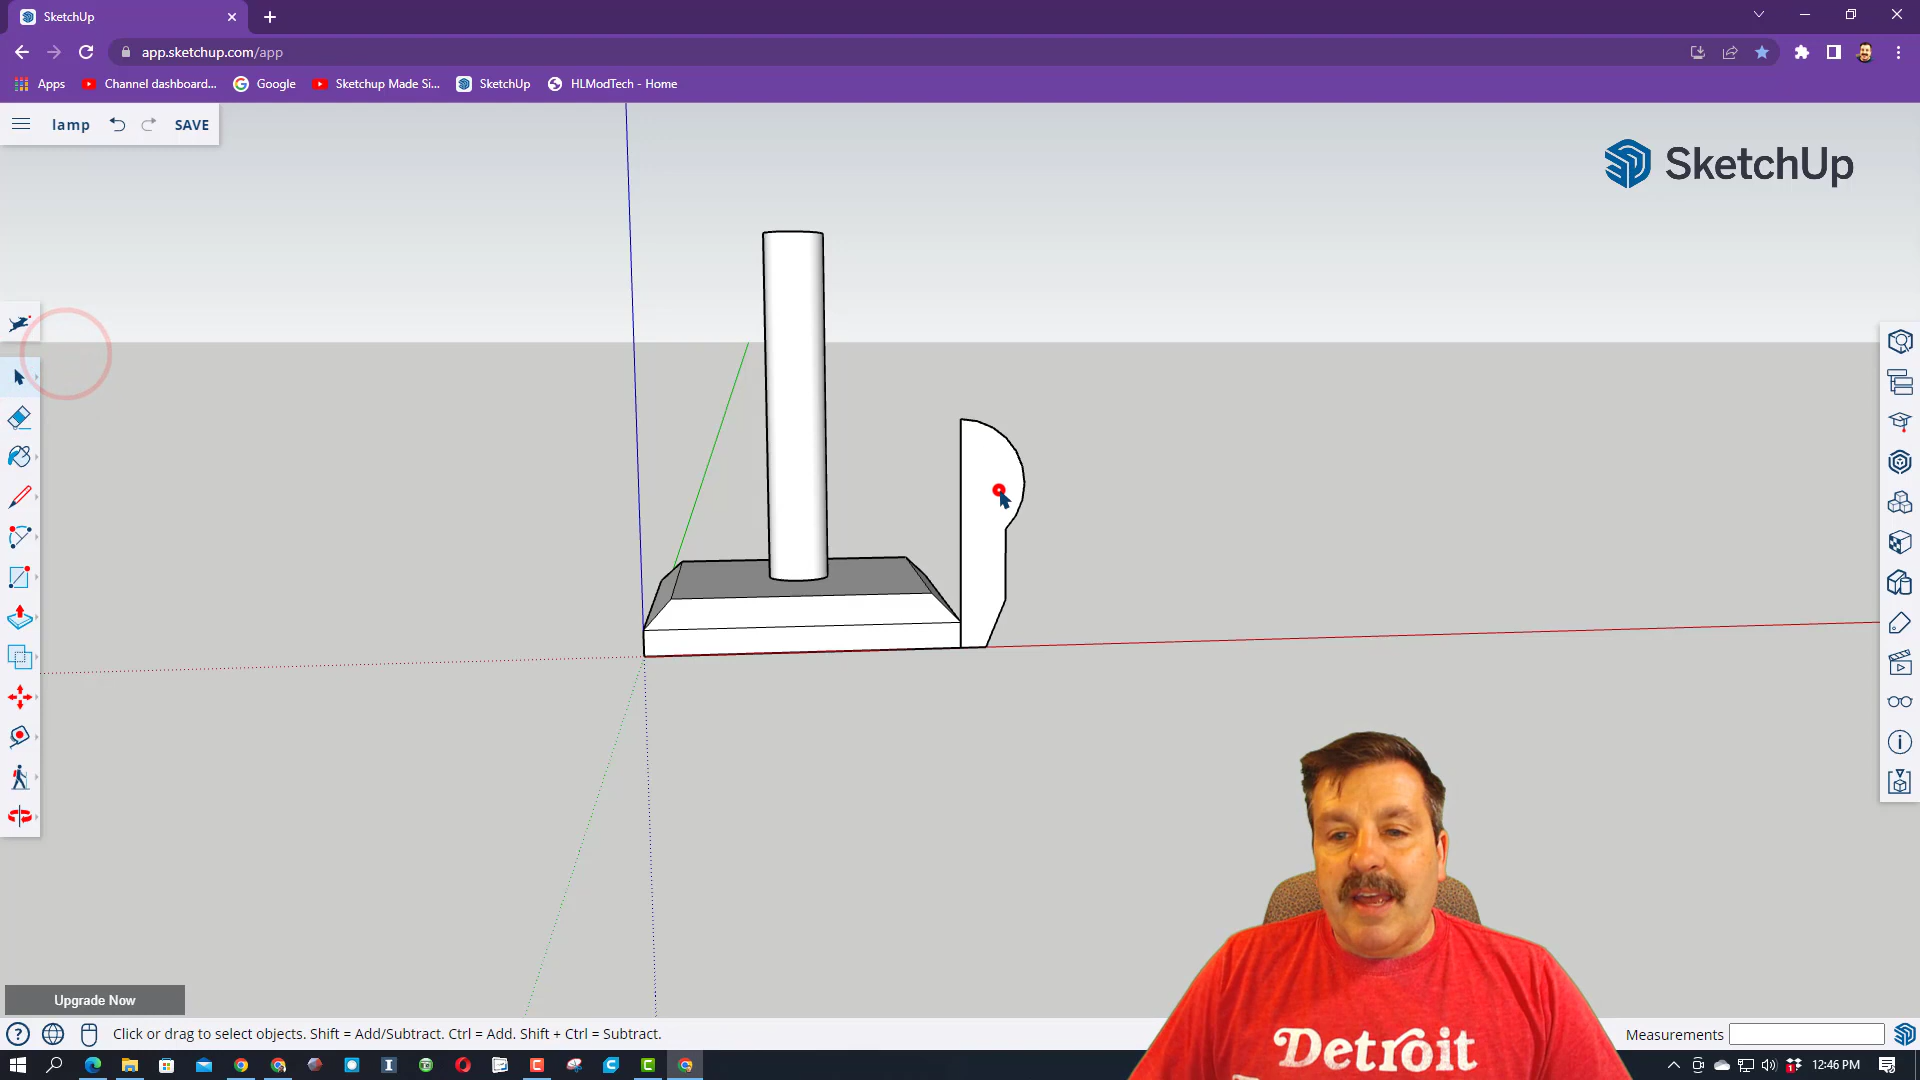 SketchUp
app.sketchup.com/app
Apps
Channel dashboard...
Google
Sketchup Made Si...
SketchUp
HLModTech - Home
lamp
SAVE
SketchUp
Upgrade Now
Click or drag to select objects. Shift = Add/Subtract. Ctrl = Add. Shift + Ctrl = Subtract.
Measurements
Detroit
12:46 PM